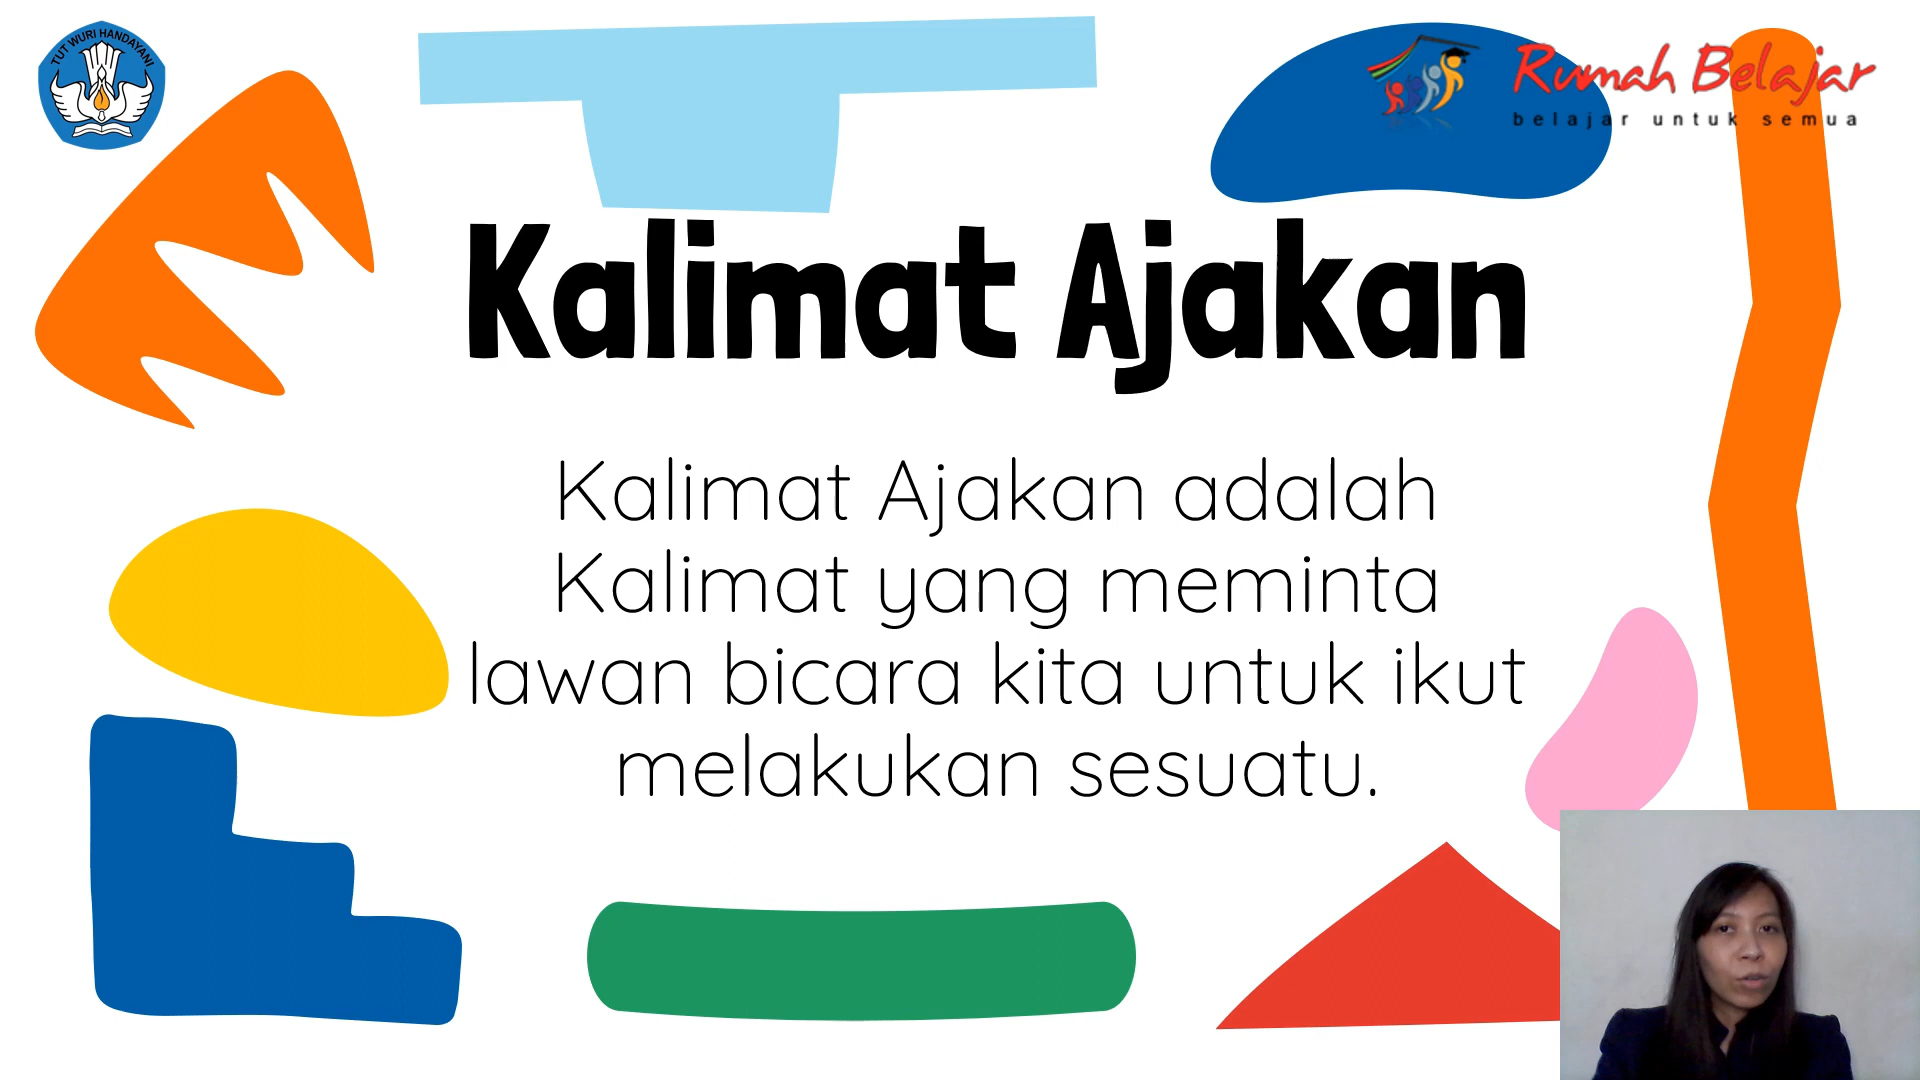 TUT WURI HANDAYANI
Rumah Belajar
belajar untuk semua
Kalimat Ajakan
Kalimat Ajakan adalah
Kalimat yang meminta
lawan bicara kita untuk ikut
melakukan sesuatu.